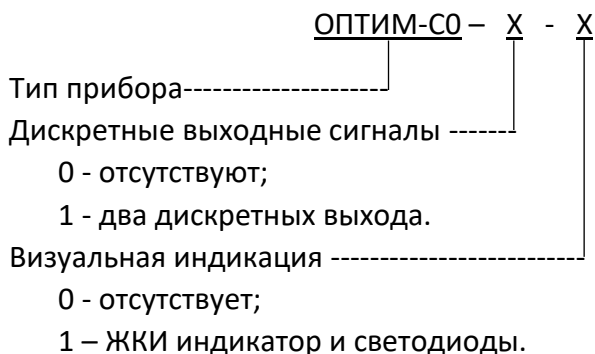 ОПТИМ-С0 – X - X
Тип прибора---------------------
Дискретные выходные сигналы -------
0 - отсутствуют;
1 - два дискретных выхода.
Визуальная индикация --------------------------
0 - отсутствует;
1 – ЖКИ индикатор и светодиоды.